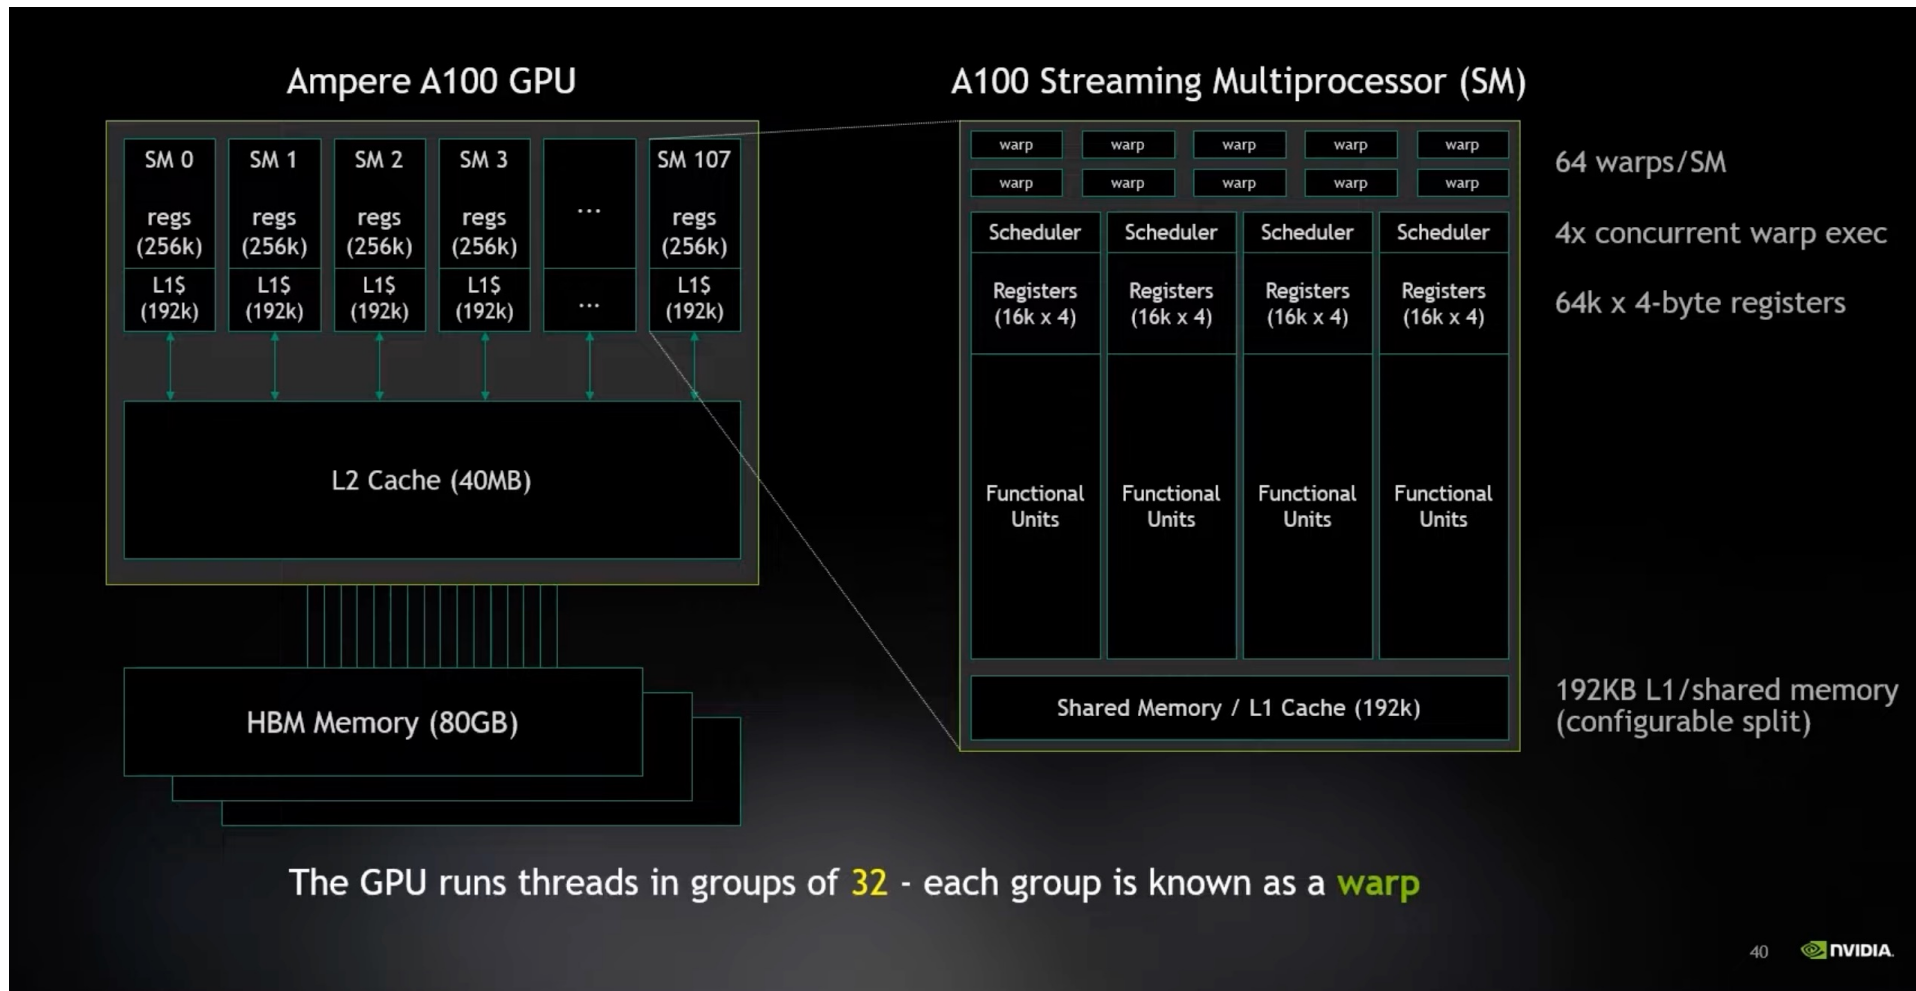 Ampere A100 GPU
SM 0
regs
(256k)
L1$
(192k)
SM 1
regs
(256k)
L1$
(192k)
SM 2
regs
(256k)
L1$
(192k)
SM 3
regs
(256k)
L1$
(192k)
...
...
SM 107
regs
(256k)
L1$
(192k)
L2 Cache (40MB)
HBM Memory (80GB)
A100 Streaming Multiprocessor (SM)
warp warp warp warp warp
warp warp warp warp warp
64 warps/SM
Scheduler Scheduler Scheduler Scheduler
4x concurrent warp exec
Registers Registers Registers Registers
(16k x 4) (16k x 4) (16k x 4) (16k x 4)
64k x 4-byte registers
Functional Functional Functional Functional
Units Units Units Units
Shared Memory / L1 Cache (192k)
192KB L1/shared memory
(configurable split)
The GPU runs threads in groups of 32 - each group is known as a warp
40 NVIDIA.